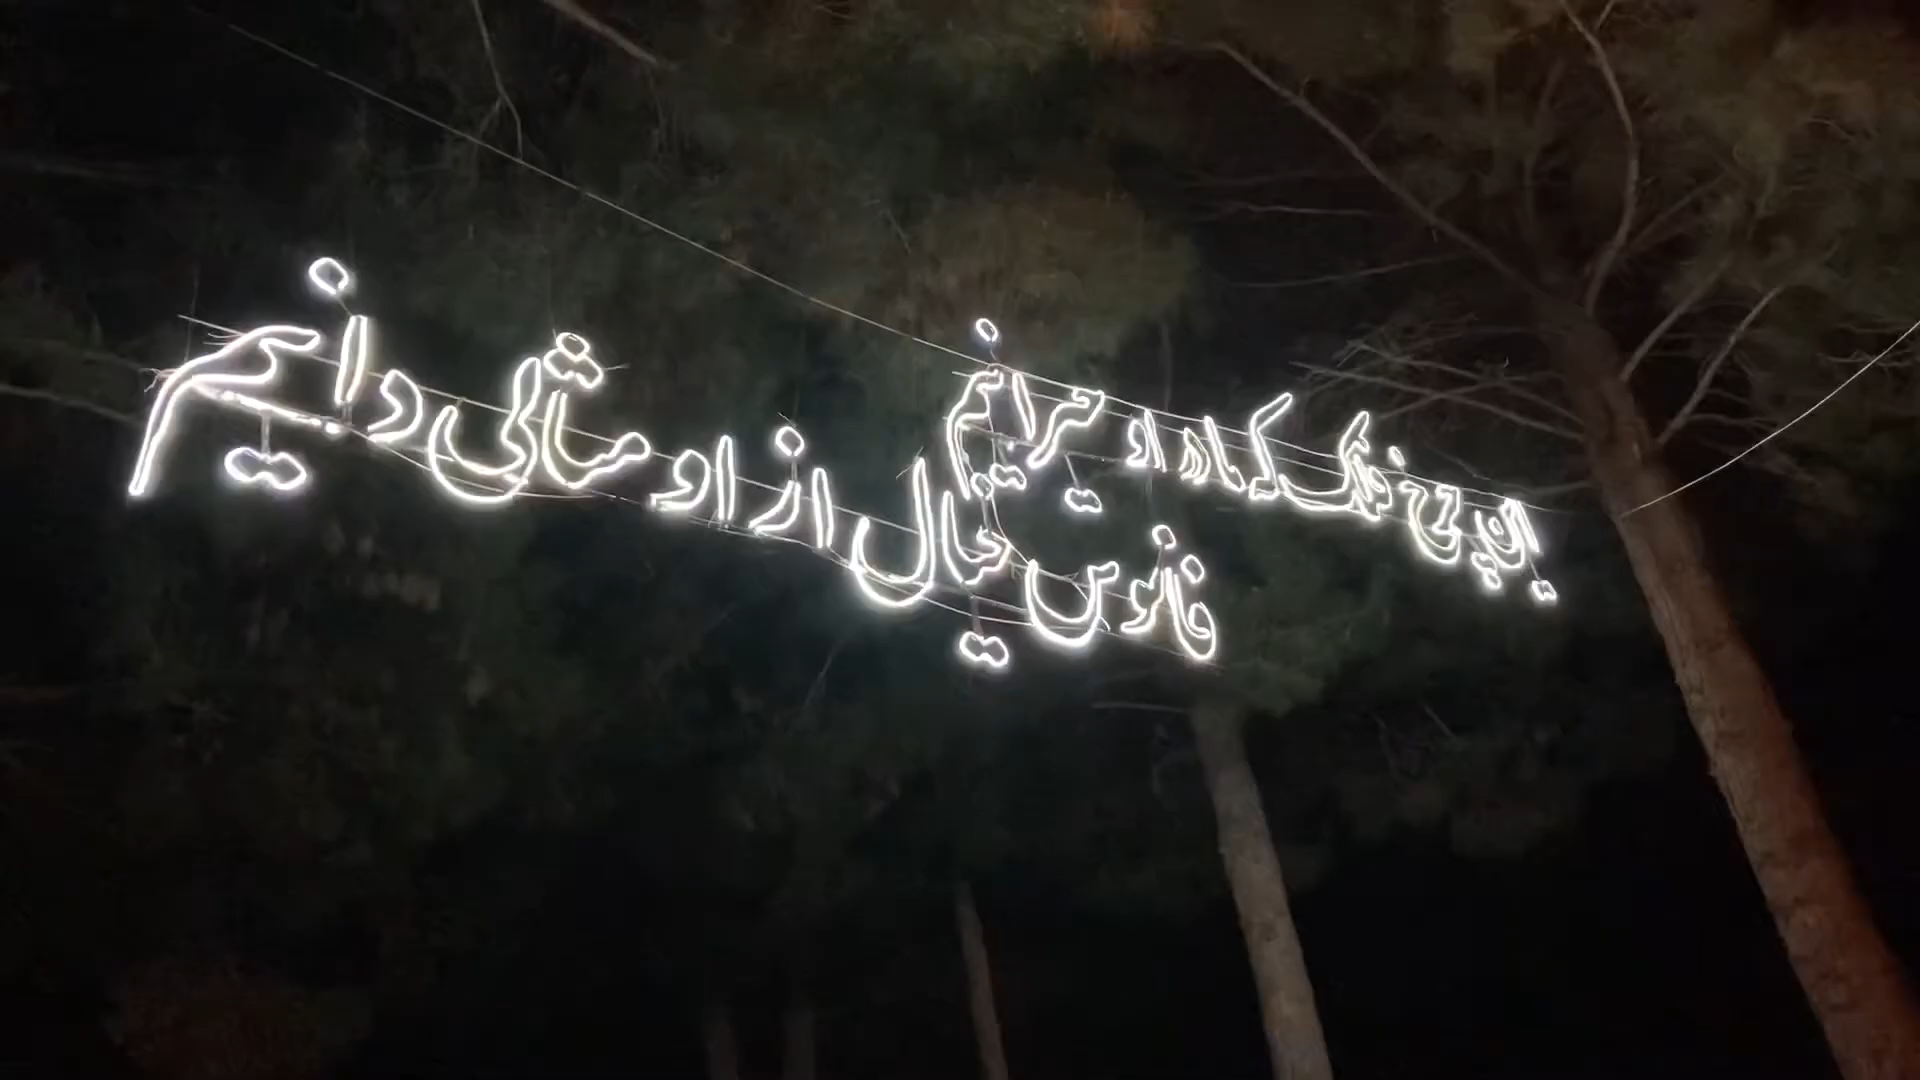 این چرخ فلک که ما در او حیرانیم
فانوس خیال از او مثالی دانیم